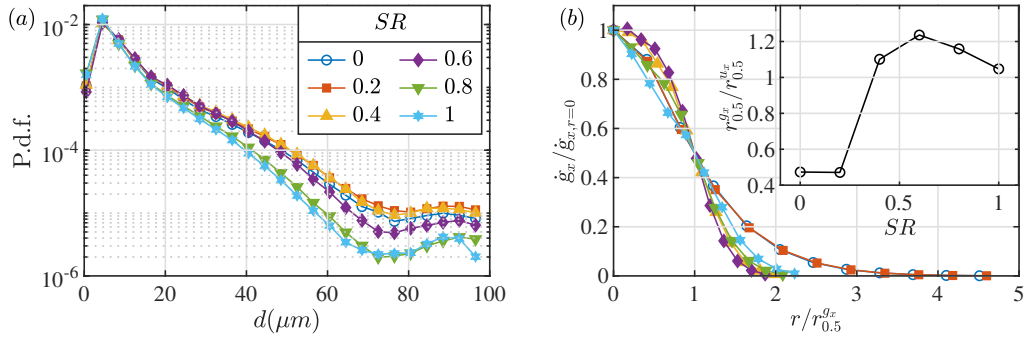 (a)
10^{-2}
10^{-4}
10^{-6}
P.d.f.
SR
0
0.2
0.4
0.6
0.8
1
0 20 40 60 80 100
d(μm)
(b)
1
0.8
0.6
0.4
0.2
0
\dot{g}_x/\dot{g}_{x,r=0}
0 1 2 3 4 5
r/r_{0.5}^{g_x}
1.2
1
0.8
0.6
0.4
r_{0.5}^{g_x}/r_{0.5}^{u_x}
0 0.5 1
SR